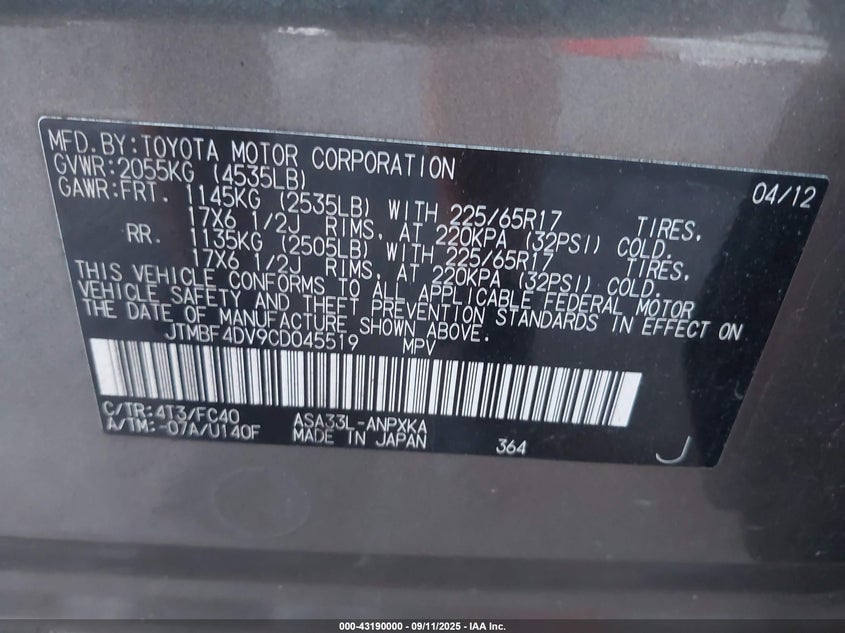 MFD. BY: TOYOTA MOTOR CORPORATION 04/12
GVWR: 2055KG (4535LB)
GAWR: FRT. 1145KG (2535LB) WITH 225/65R17 TIRES,
17X6 1/2J RIMS, AT 220KPA (32PSI) COLD.
RR. 1135KG (2505LB) WITH 225/65R17 TIRES,
17X6 1/2J RIMS, AT 220KPA (32PSI) COLD.
THIS VEHICLE CONFORMS TO ALL APPLICABLE FEDERAL MOTOR
VEHICLE SAFETY AND THEFT PREVENTION STANDARDS IN EFFECT ON
THE DATE OF MANUFACTURE SHOWN ABOVE.
JTMBF4DV9CD045519 MPV
C/TR: 4T3/FC40 ASA33L-ANPXKA
A/TM: -07A/U140F MADE IN JAPAN 364 J
000-43190000 - 09/11/2025 - IAA Inc.